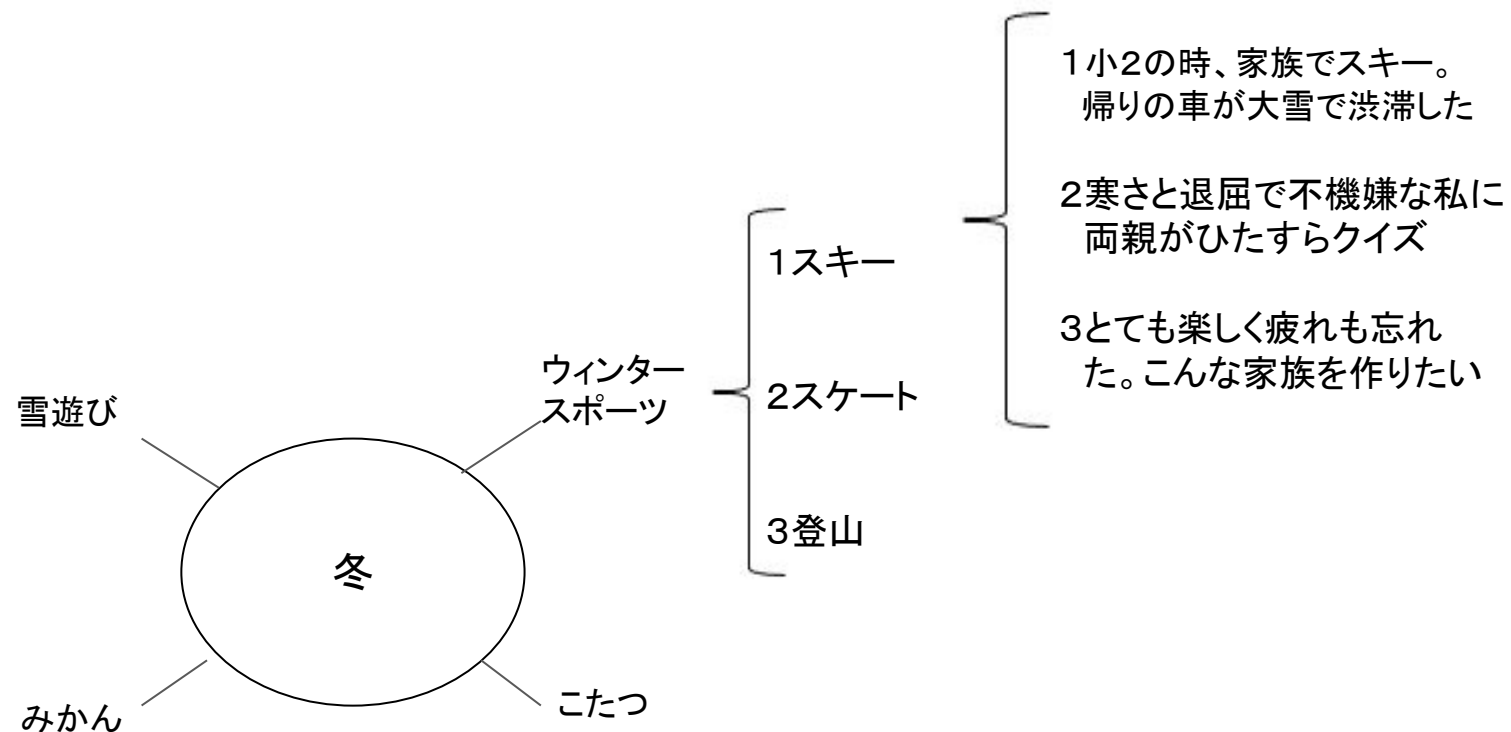 1小2の時、家族でスキー。
帰りの車が大雪で渋滞した
2寒さと退屈で不機嫌な私に
両親がひたすらクイズ
3とても楽しく疲れも忘れ
た。こんな家族を作りたい
1スキー
2スケート
3登山
ウィンター
スポーツ
雪遊び
冬
みかん
こたつ